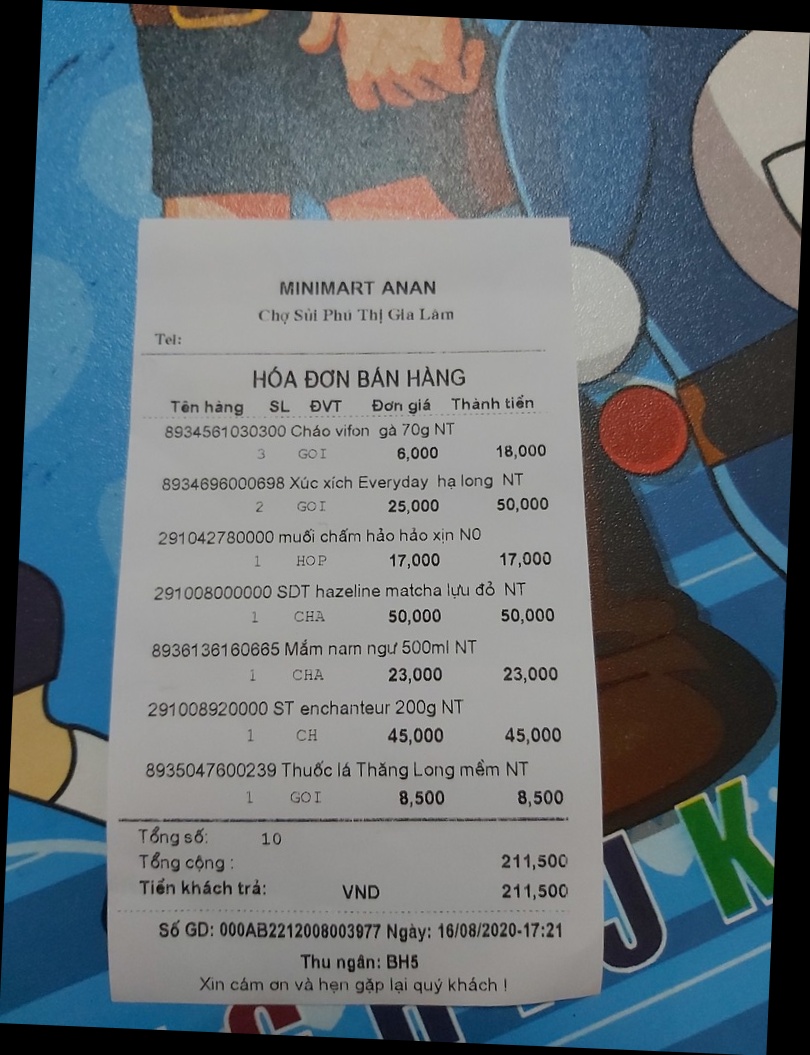 MINIMART ANAN
Chợ Sủi Phú Thị Gia Lâm
Tel:
HÓA ĐƠN BÁN HÀNG
Tên hàng SL ĐVT Đơn giá Thành tiền
8934561030300 Cháo vifon gà 70g NT
3 GOI 6,000 18,000
8934696000698 Xúc xích Everyday hạ long NT
2 GOI 25,000 50,000
291042780000 muối chấm hảo hảo xịn N0
1 HOP 17,000 17,000
291008000000 SDT hazeline matcha lựu đỏ NT
1 CHA 50,000 50,000
8936136160665 Mắm nam ngư 500ml NT
1 CHA 23,000 23,000
291008920000 ST enchanteur 200g NT
1 CH 45,000 45,000
8935047600239 Thuốc lá Thăng Long mềm NT
1 GOI 8,500 8,500
Tổng số: 10
Tổng cộng : 211,500
Tiền khách trả: VND 211,500
Số GD: 000AB2212008003977 Ngày: 16/08/2020-17:21
Thu ngân: BH5
Xin cám ơn và hẹn gặp lại quý khách !
J K